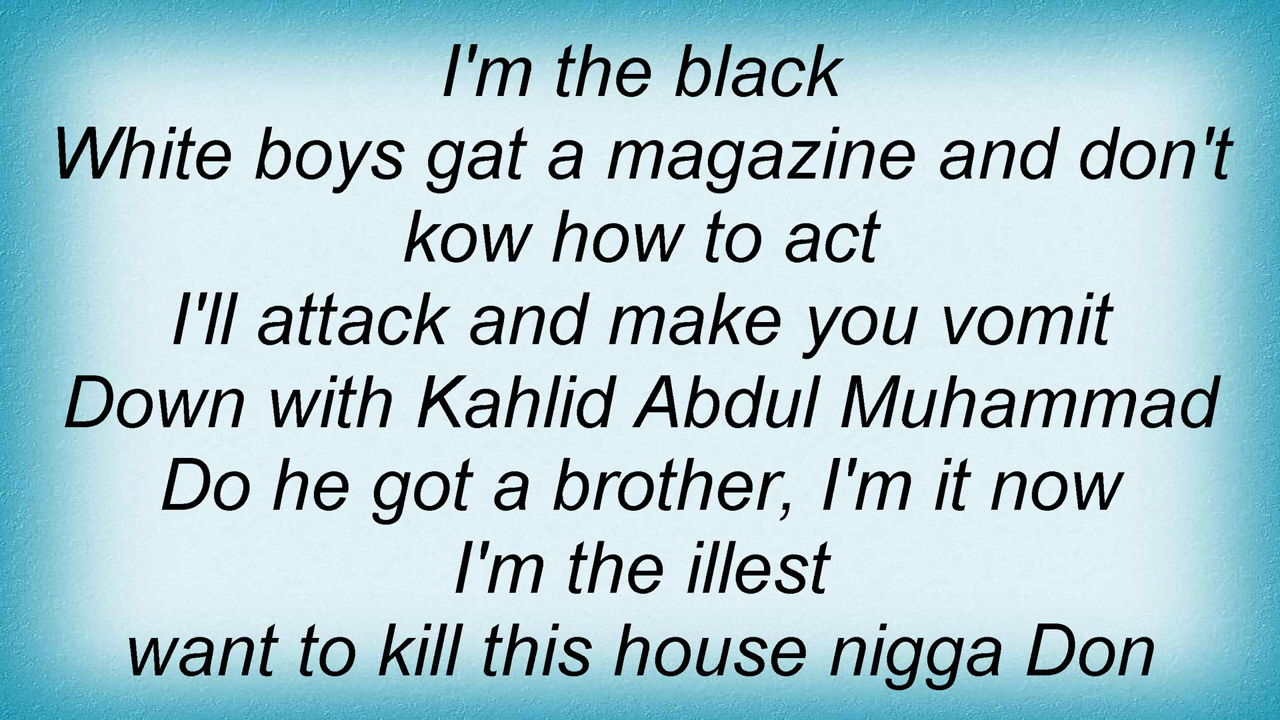 I'm the black
White boys gat a magazine and don't
kow how to act
I'll attack and make you vomit
Down with Kahlid Abdul Muhammad
Do he got a brother, I'm it now
I'm the illest
want to kill this house nigga Don